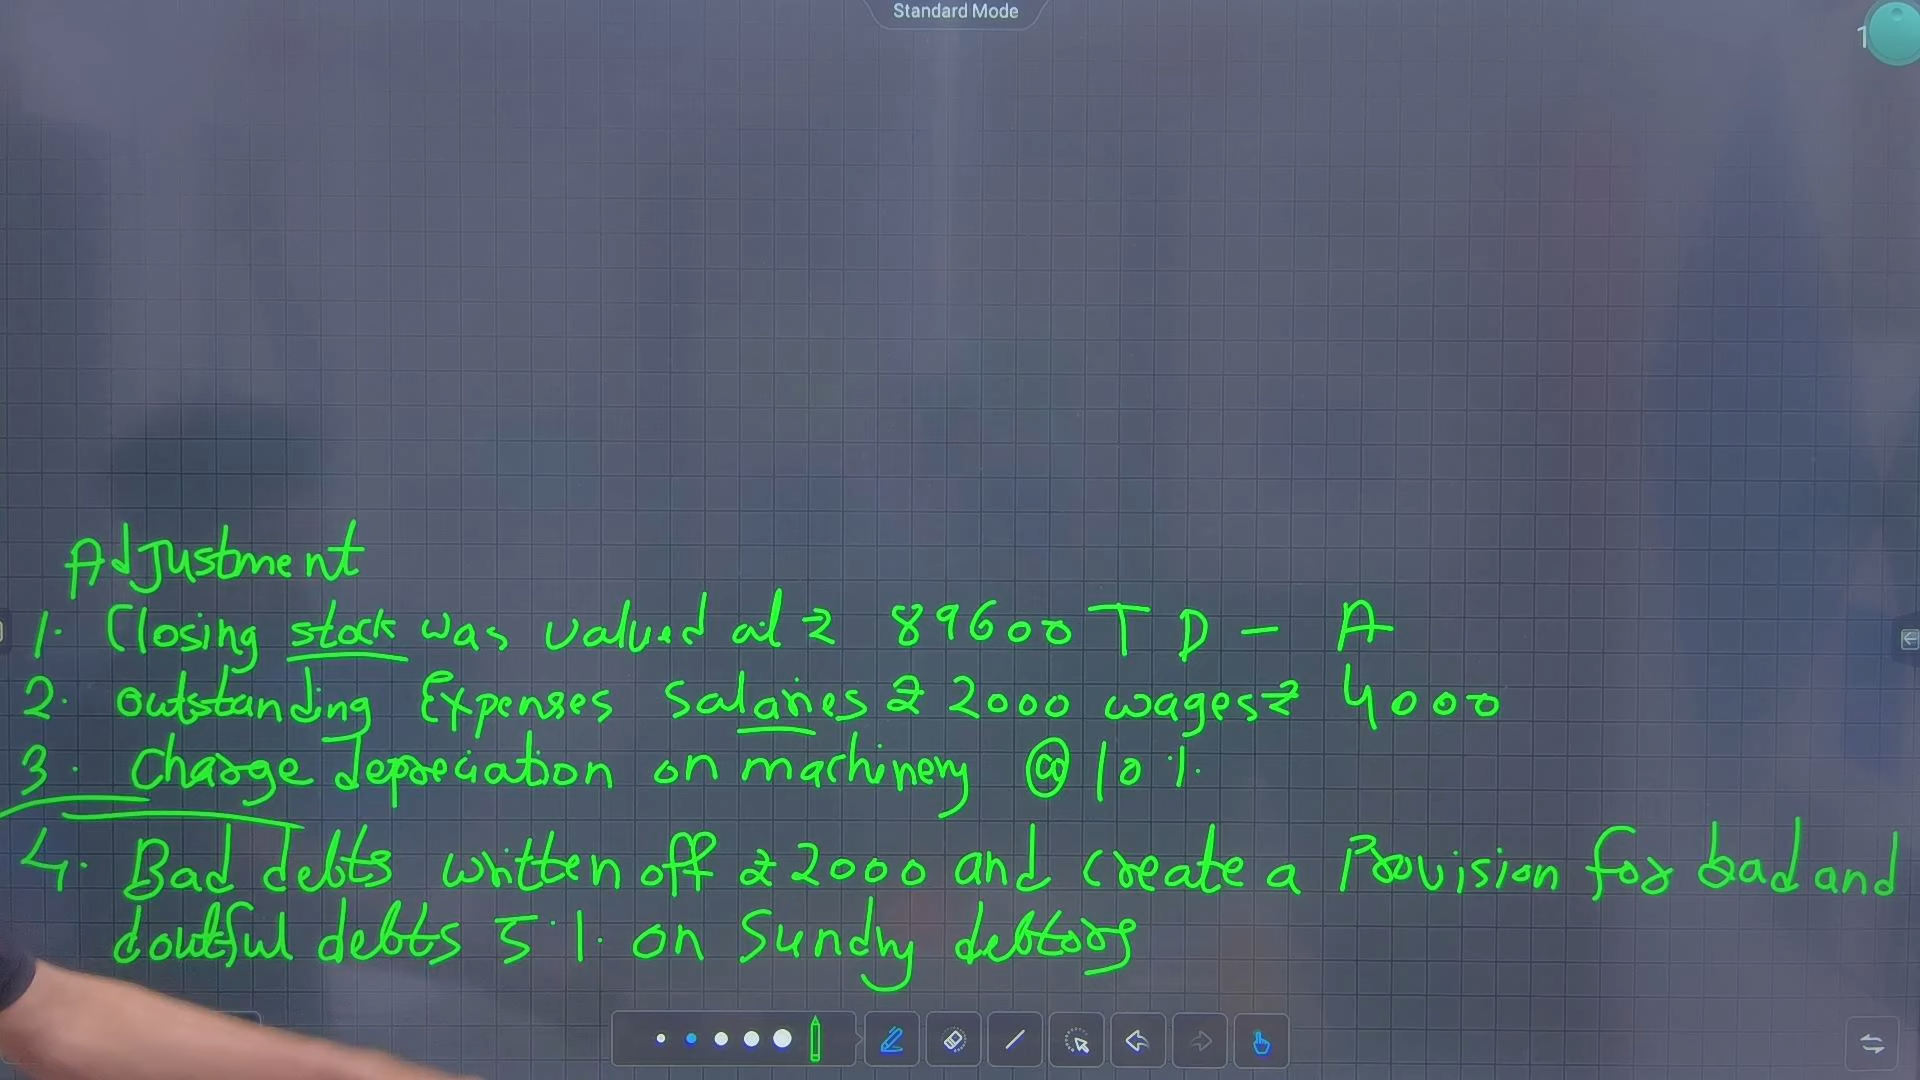 Standard Mode
1
Adjustment
1. Closing stock was valued at ₹ 89600 T D - A
2. outstanding Expenses Salaries ₹ 2000 wages ₹ 4000
3. Charge depreciation on machinery @ 10%
4. Bad debts written off ₹ 2000 and create a Provision for bad and
doutful debts 5% on Sundry debtors